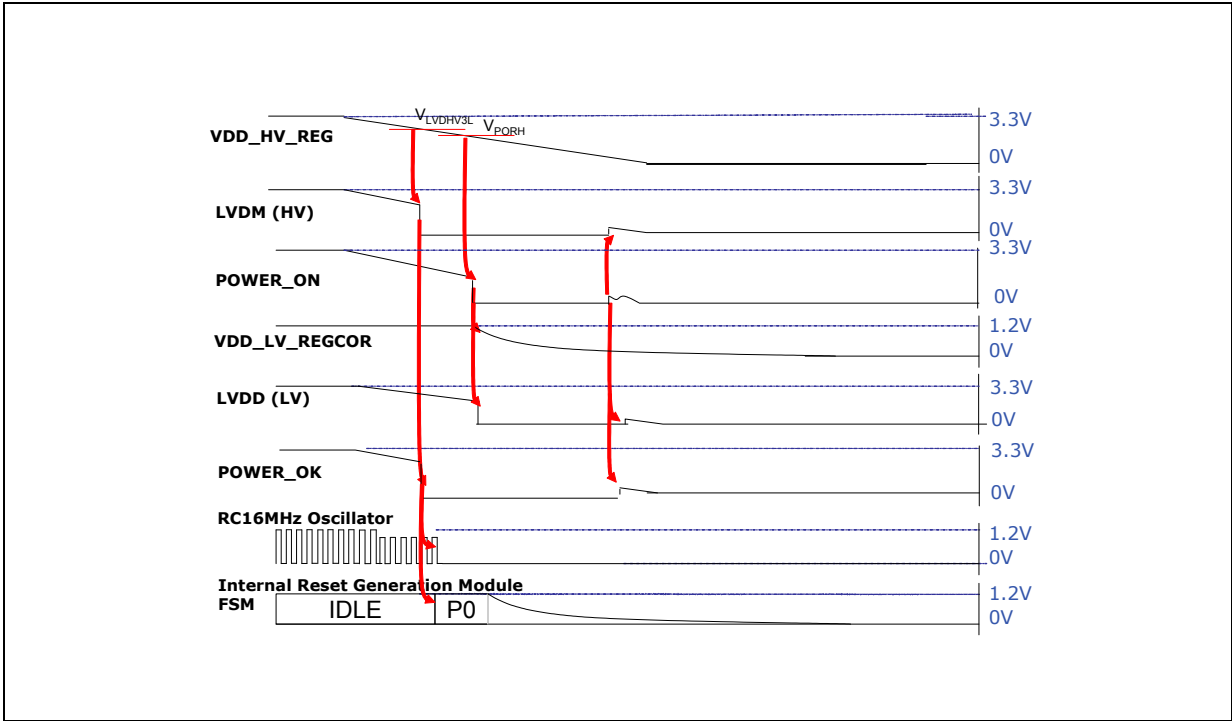 V_LVDHV3L
V_PORH
VDD_HV_REG
3.3V
0V
LVDM (HV)
3.3V
0V
POWER_ON
3.3V
0V
VDD_LV_REGCOR
1.2V
0V
LVDD (LV)
3.3V
0V
POWER_OK
3.3V
0V
RC16MHz Oscillator
1.2V
0V
Internal Reset Generation Module
FSM
IDLE
P0
1.2V
0V